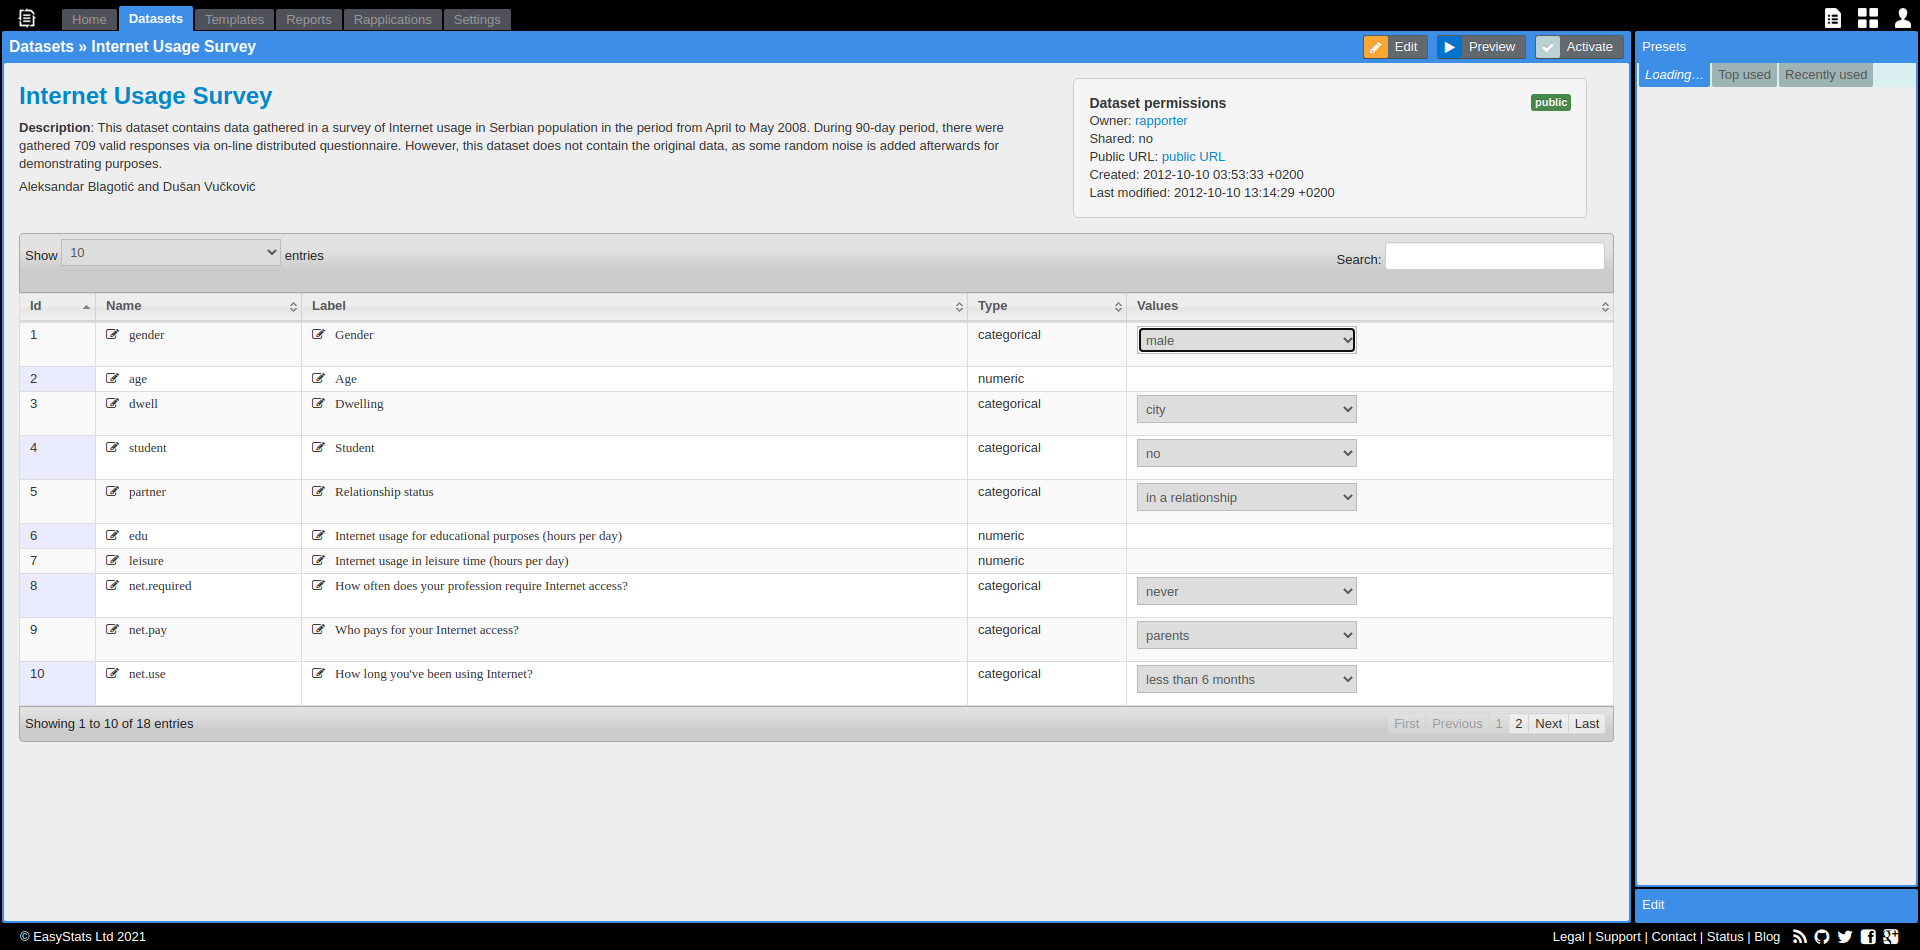 Home Datasets Templates Reports Rapplications Settings
Datasets » Internet Usage Survey Edit Preview Activate Presets
Loading… Top used Recently used
Internet Usage Survey
Description: This dataset contains data gathered in a survey of Internet usage in Serbian population in the period from April to May 2008. During 90-day period, there were
gathered 709 valid responses via on-line distributed questionnaire. However, this dataset does not contain the original data, as some random noise is added afterwards for
demonstrating purposes.
Aleksandar Blagotić and Dušan Vučković
Dataset permissions public
Owner: rapporter
Shared: no
Public URL: public URL
Created: 2012-10-10 03:53:33 +0200
Last modified: 2012-10-10 13:14:29 +0200
Show 10 entries Search:
Id Name Label Type Values
1 gender Gender categorical male
2 age Age numeric
3 dwell Dwelling categorical city
4 student Student categorical no
5 partner Relationship status categorical in a relationship
6 edu Internet usage for educational purposes (hours per day) numeric
7 leisure Internet usage in leisure time (hours per day) numeric
8 net.required How often does your profession require Internet access? categorical never
9 net.pay Who pays for your Internet access? categorical parents
10 net.use How long you've been using Internet? categorical less than 6 months
Showing 1 to 10 of 18 entries First Previous 1 2 Next Last
Edit
© EasyStats Ltd 2021 Legal | Support | Contact | Status | Blog